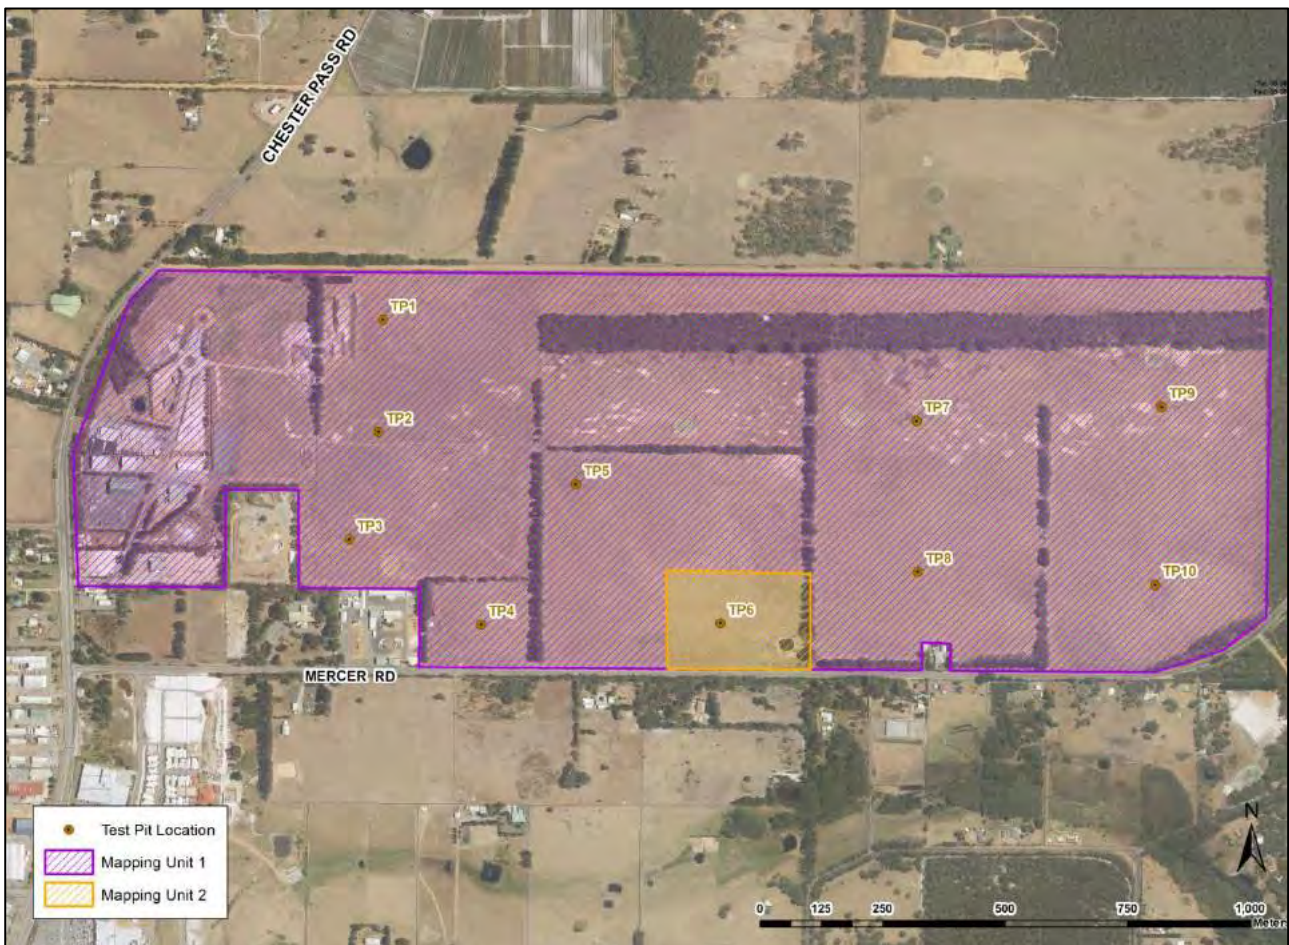 CHESTER PASS RD
TP1
TP9
TP7
TP2
TP5
TP3
TP8
TP10
TP4
TP6
MERCER RD
Test Pit Location
Mapping Unit 1
Mapping Unit 2
N
0 125 250 500 750 1,000
Meters